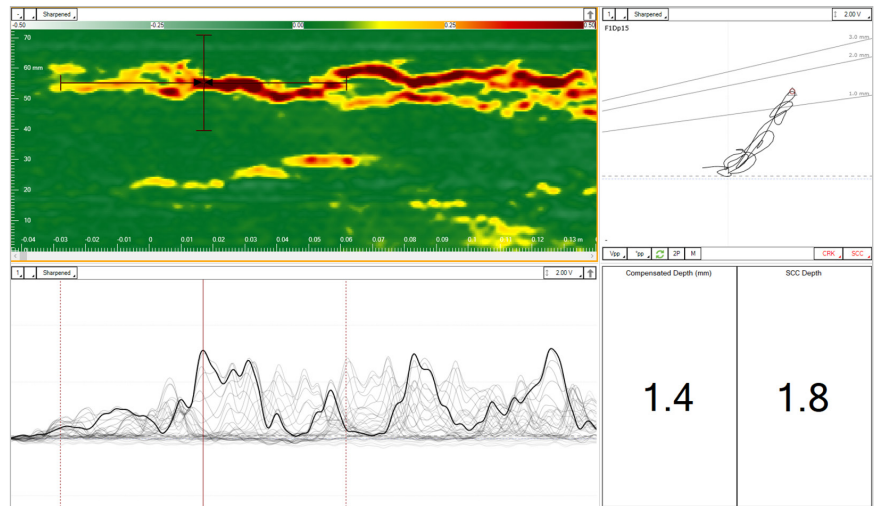 Sharpened
-0.50 -0.25 0.00 0.25 0.50
70
60 mm
50
40
30
20
10
-0.04 -0.03 -0.02 -0.01 0 0.01 0.02 0.03 0.04 0.05 0.06 0.07 0.08 0.09 0.10 0.11 0.12 0.13 m
1 Sharpened 2.00 V
F1Dp15
3.0 mm
2.0 mm
1.0 mm
Vpp 2P M CRK SCC
1 Sharpened 2.00 V
Compensated Depth (mm) SCC Depth
1.4 1.8